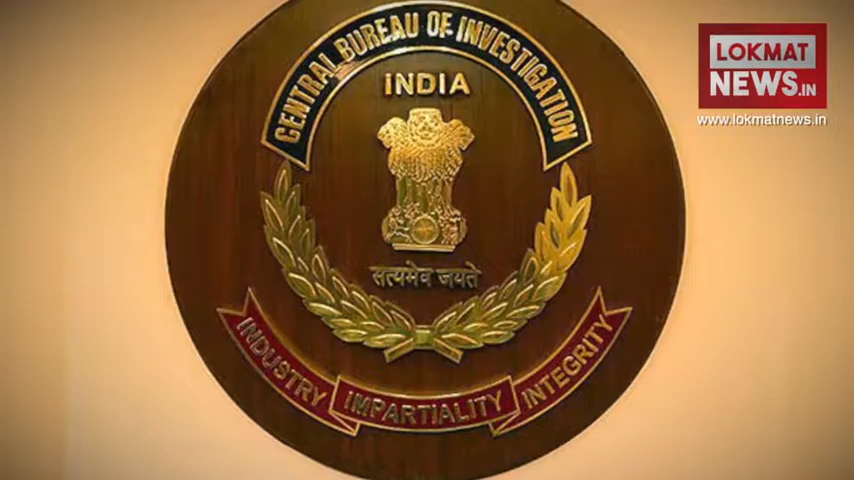 CENTRAL BUREAU OF INVESTIGATION
INDIA
सत्यमेव जयते
INDUSTRY IMPARTIALITY INTEGRITY
LOKMAT
NEWS.IN
www.lokmatnews.in